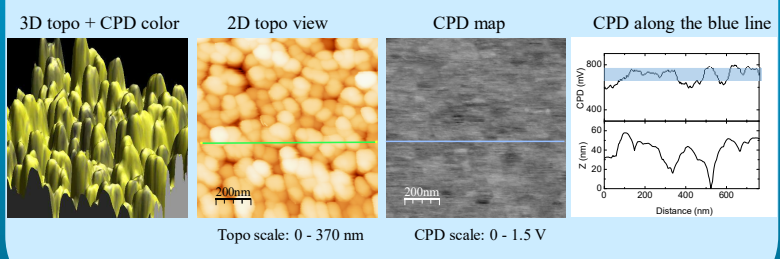 3D topo + CPD color
2D topo view
CPD map
CPD along the blue line
200nm
200nm
CPD (mV)
800
400
Z (nm)
60
40
20
0
0
200
400
600
Distance (nm)
Topo scale: 0 - 370 nm
CPD scale: 0 - 1.5 V